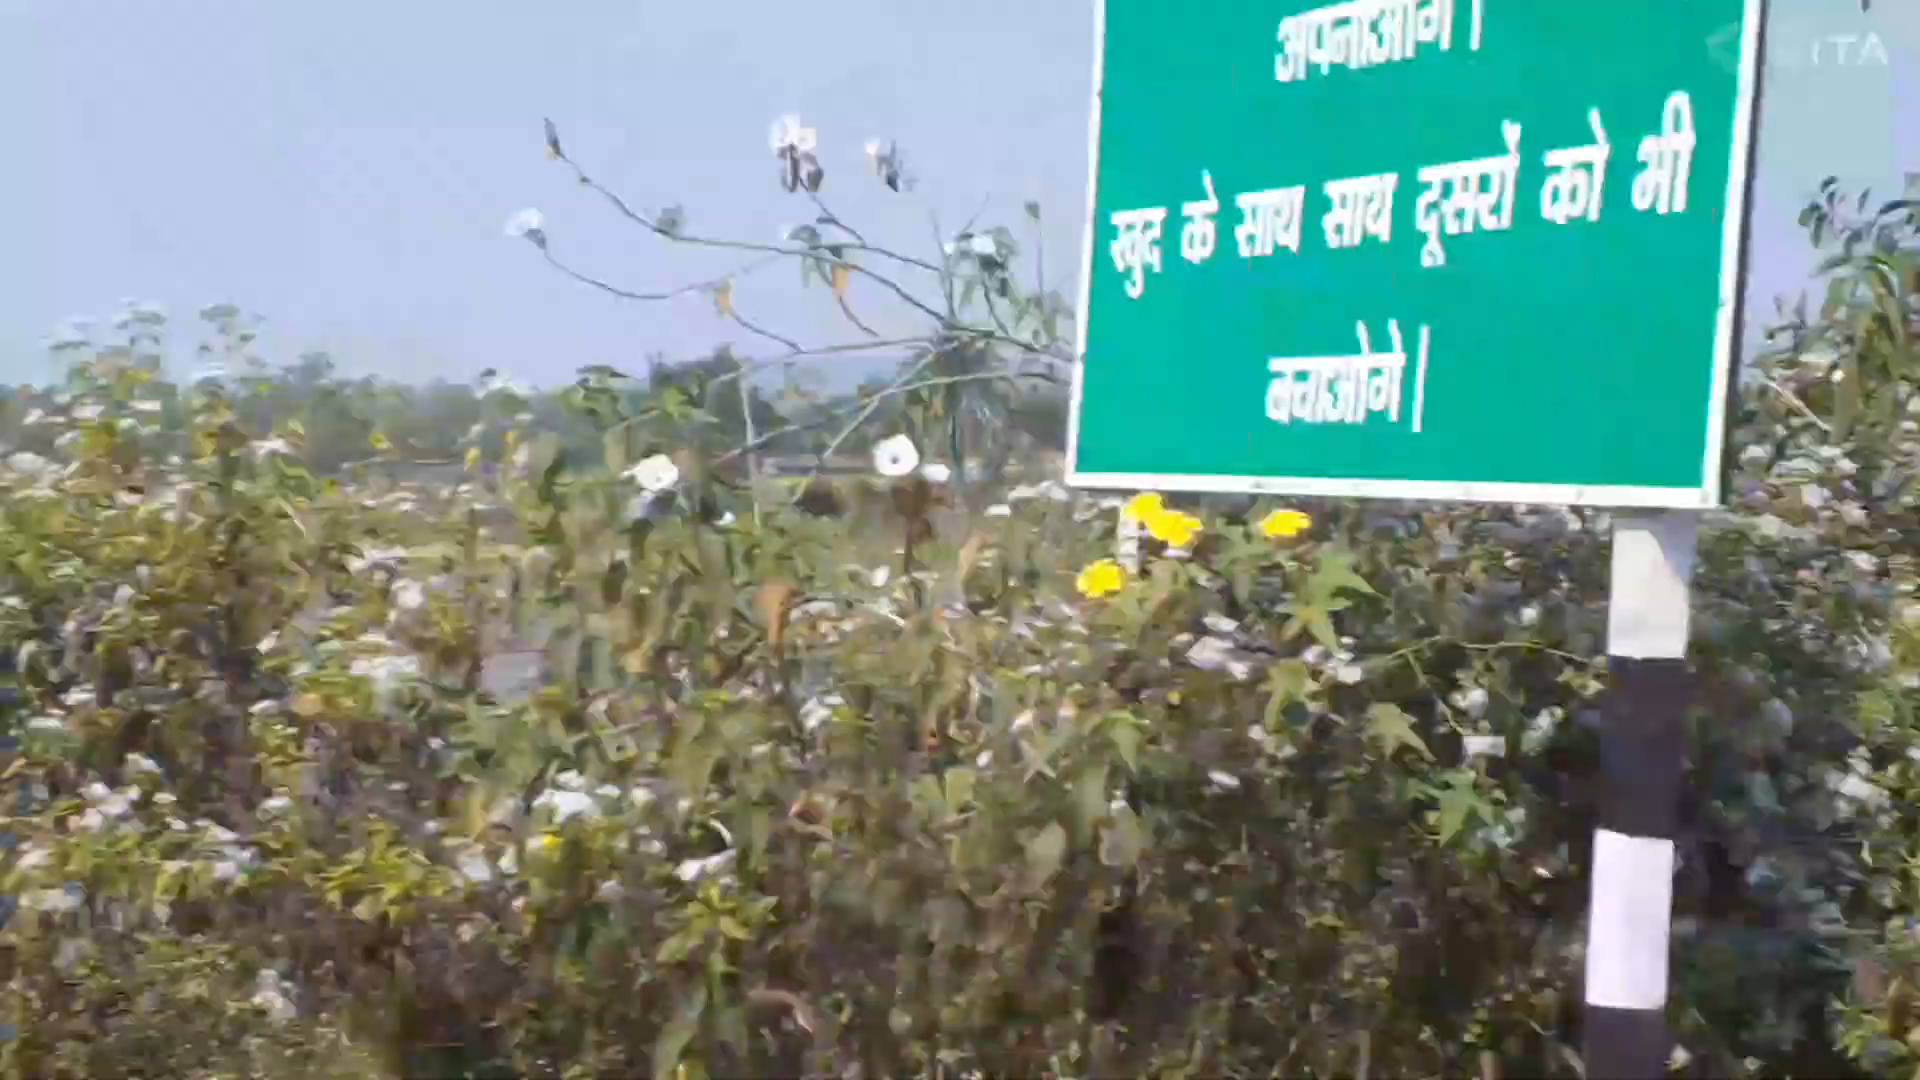 अपनाओगे।
खुद के साथ साथ दूसरों को भी
बचाओगे|